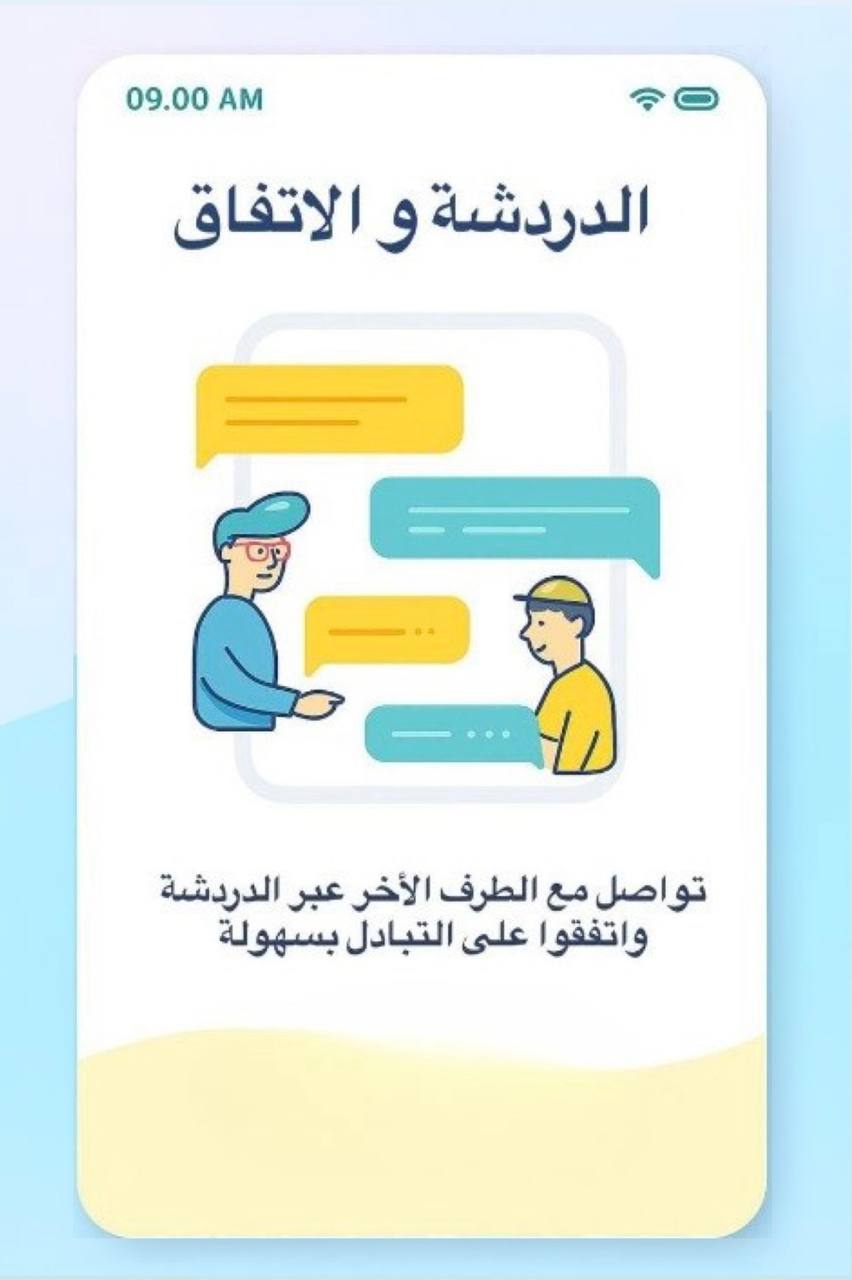 09.00 AM
الدردشة و الاتفاق
تواصل مع الطرف الأخر عبر الدردشة
واتفقوا على التبادل بسهولة